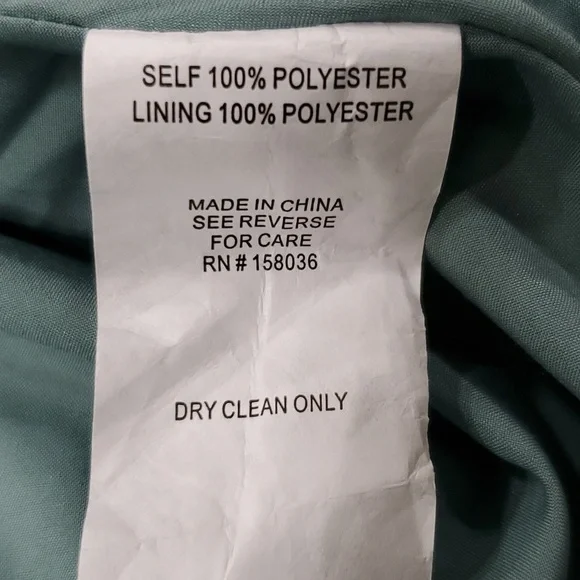 SELF 100% POLYESTER
LINING 100% POLYESTER
MADE IN CHINA
SEE REVERSE
FOR CARE
RN # 158036
DRY CLEAN ONLY